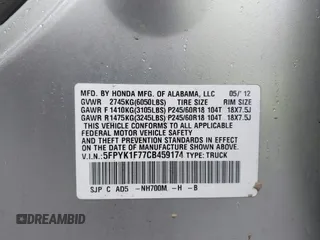 MFD. BY HONDA MFG. OF ALABAMA, LLC 05/'12
GVWR 2745KG(6050LBS) TIRE SIZE RIM SIZE
GAWR F 1410KG(3105LBS) P245/60R18 104T 18X7.5J
GAWR R 1475KG(3245LBS) P245/60R18 104T 18X7.5J
THIS VEHICLE CONFORMS TO ALL APPLICABLE
FEDERAL MOTOR VEHICLE SAFETY
AND THEFT PREVENTION STANDARDS IN EFFECT
ON THE DATE OF MANUFACTURE SHOWN ABOVE.
V.I.N.: 5FPYK1F77CB459174 TYPE: TRUCK
SJP C AD5 -NH700M -H -B
DREAMBID
dreambid.com